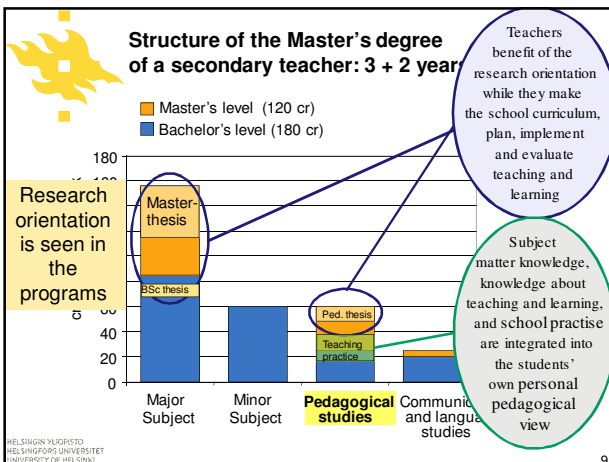 Structure of the Master's degree
of a secondary teacher: 3 + 2 years
Master's level (120 cr)
Bachelor's level (180 cr)
Teachers
benefit of the
research orientation
while they make
the school curriculum,
plan, implement
and evaluate
teaching and
learning
Research
orientation
is seen in
the
programs
180
40
20
0
Master-
thesis
BSc thesis
Ped. thesis
Teaching
practice
Subject
matter knowledge,
knowledge about
teaching and learning,
and school practise
are integrated into
the students'
own personal
pedagogical
view
Major
Subject
Minor
Subject
Pedagogical
studies
and
studies
HELSINGIN YLIOPISTO
HELSINGFORS UNIVERSITET
UNIVERSITY OF HELSINKI
9